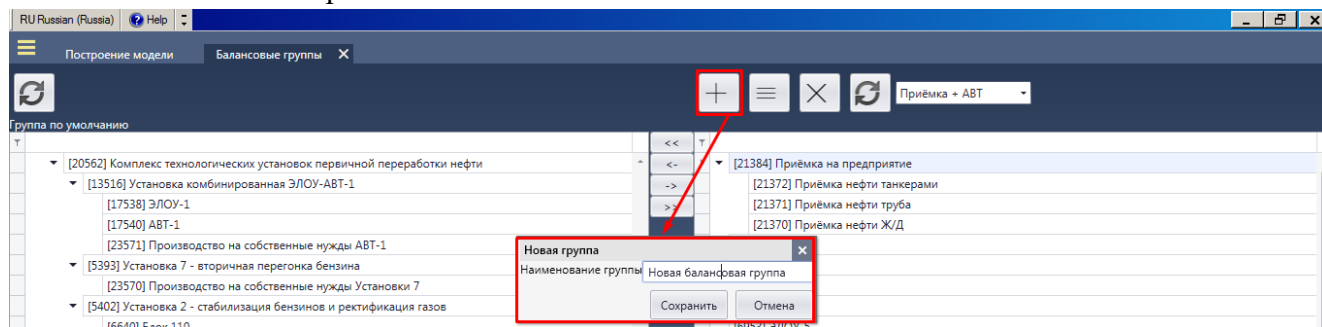 RU Russian (Russia) Help
Построение модели Балансовые группы
Приёмка + АВТ
Группа по умолчанию
<<
[20562] Комплекс технологических установок первичной переработки нефти <- [21384] Приёмка на предприятие
[13516] Установка комбинированная ЭЛОУ-АВТ-1 -> [21372] Приёмка нефти танкерами
[17538] ЭЛОУ-1 >> [21371] Приёмка нефти труба
[17540] АВТ-1 [21370] Приёмка нефти Ж/Д
[23571] Производство на собственные нужды АВТ-1
Новая группа
[5393] Установка 7 - вторичная перегонка бензина
Наименование группы Новая балансовая группа
[23570] Производство на собственные нужды Установки 7
[5402] Установка 2 - стабилизация бензинов и ректификация газов
Сохранить Отмена
[6640] Блок 110